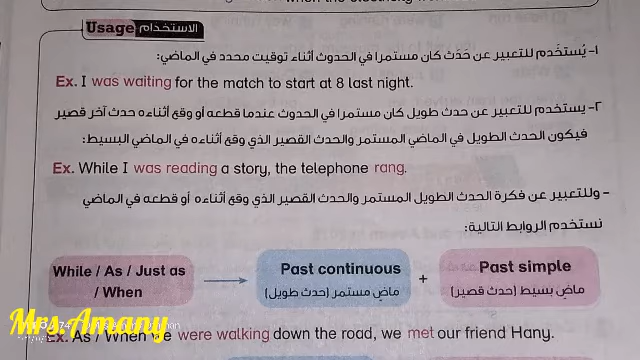 when the electricity
Usage الاستخدام
١- يُستخدم للتعبير عن حَدَث كان مستمرا في الحدوث أثناء توقيت محدد في الماضي:
Ex. I was waiting for the match to start at 8 last night.
٢- يستخدم للتعبير عن حدث طويل كان مستمرا في الحدوث عندما قطعه أو وقع أثناءه حدث آخر قصير
فيكون الحدث الطويل في الماضي المستمر والحدث القصير الذي وقع أثناءه في الماضي البسيط:
Ex. While I was reading a story, the telephone rang.
- وللتعبير عن فكرة الحدث الطويل المستمر والحدث القصير الذي وقع أثناءه أو قطعه في الماضي
نستخدم الروابط التالية:
While / As / Just as
/ When
Past continuous
ماضٍ مستمر (حدث طويل)
+
Past simple
ماضٍ بسيط (حدث قصير)
Mrs.Amany
Ex. As / When we were walking down the road, we met our friend Hany.